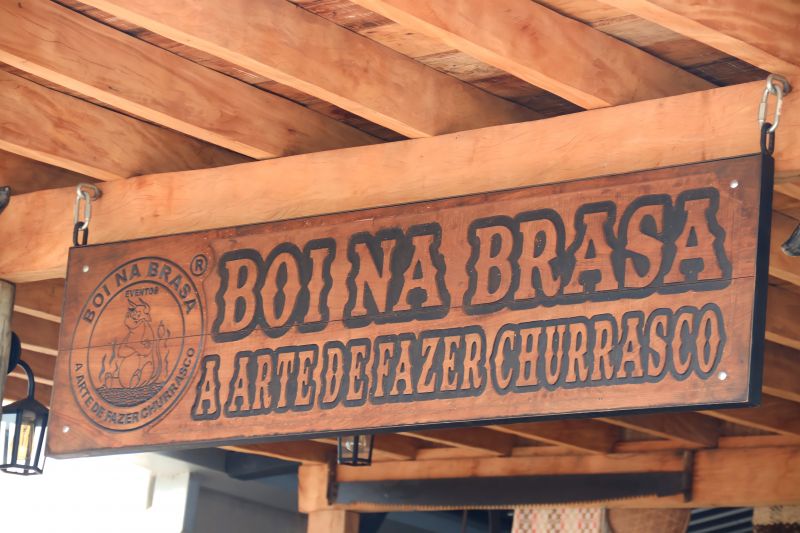 BOI NA BRASA
EVENTOS
A ARTE DE FAZER CHURRASCO
®
BOI NA BRASA
A ARTE DE FAZER CHURRASCO